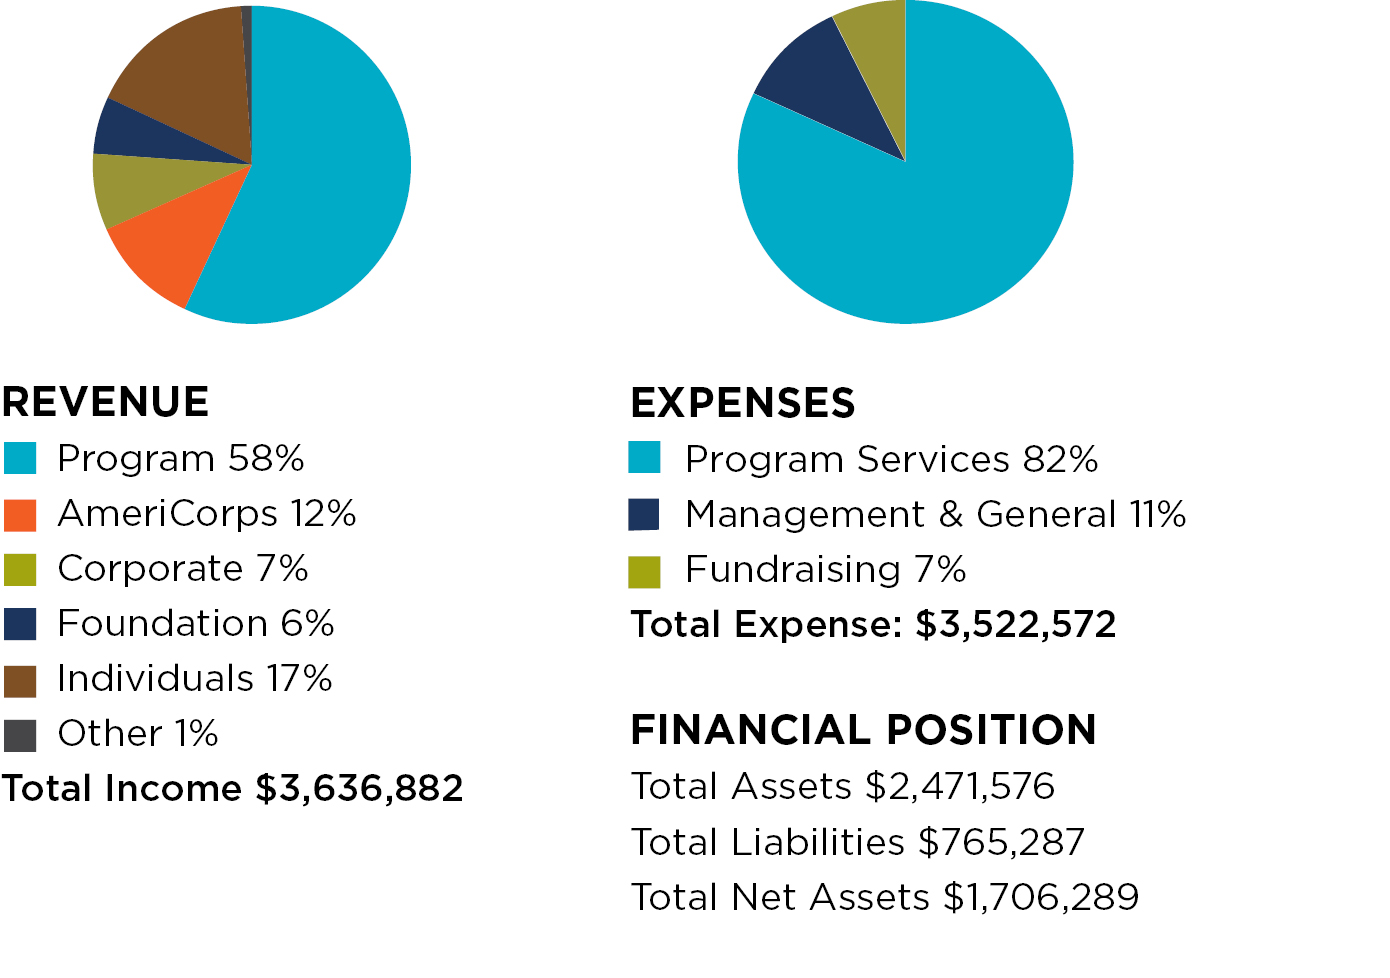 REVENUE
Program 58%
AmeriCorps 12%
Corporate 7%
Foundation 6%
Individuals 17%
Other 1%
Total Income $3,636,882
EXPENSES
Program Services 82%
Management & General 11%
Fundraising 7%
Total Expense: $3,522,572
FINANCIAL POSITION
Total Assets $2,471,576
Total Liabilities $765,287
Total Net Assets $1,706,289